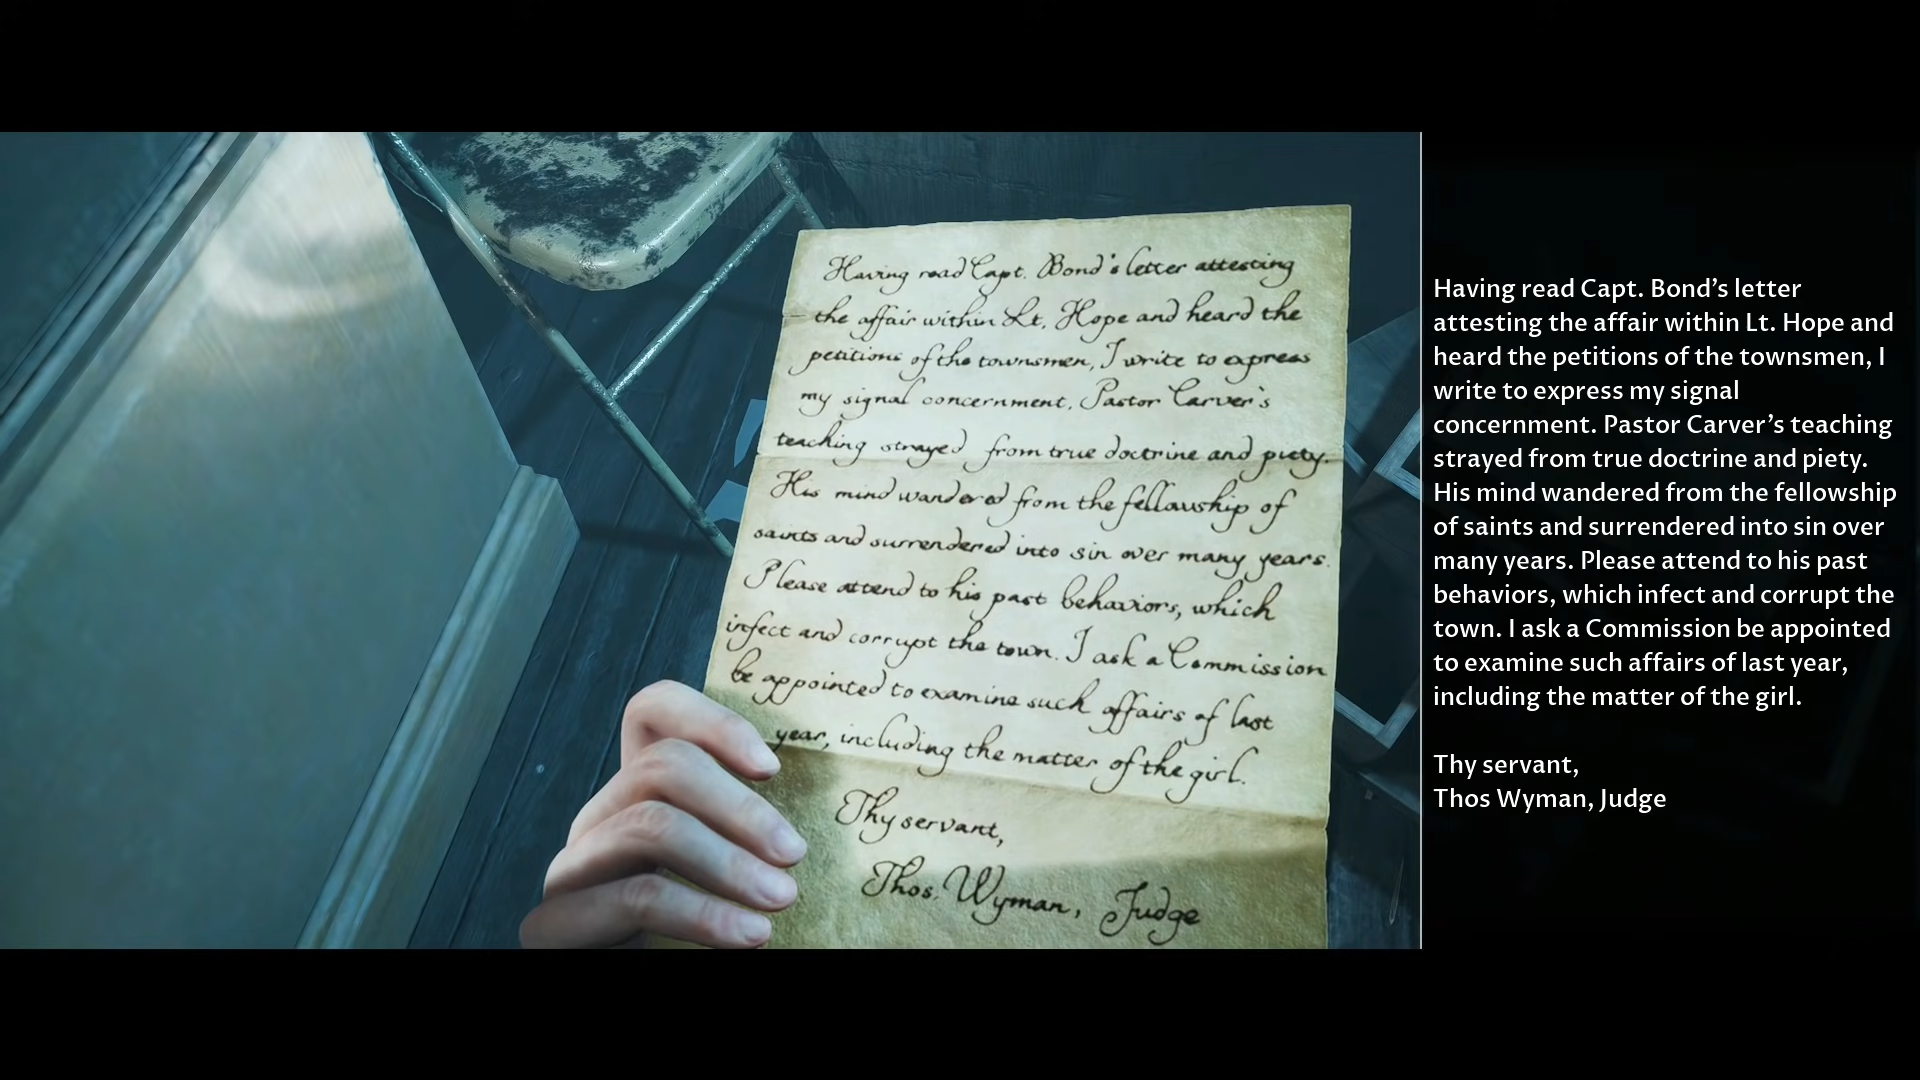 Having read Capt. Bond's letter attesting
the affair within Lt. Hope and heard the
petitions of the townsmen, I write to express
my signal concernment. Pastor Carver's
teaching strayed from true doctrine and piety.
His mind wandered from the fellowship of
saints and surrendered into sin over many years.
Please attend to his past behaviors, which
infect and corrupt the town. I ask a Commission
be appointed to examine such affairs of last
year, including the matter of the girl.
Thy servant,
Thos. Wyman, Judge
Having read Capt. Bond’s letter
attesting the affair within Lt. Hope and
heard the petitions of the townsmen, I
write to express my signal
concernment. Pastor Carver’s teaching
strayed from true doctrine and piety.
His mind wandered from the fellowship
of saints and surrendered into sin over
many years. Please attend to his past
behaviors, which infect and corrupt the
town. I ask a Commission be appointed
to examine such affairs of last year,
including the matter of the girl.
Thy servant,
Thos Wyman, Judge